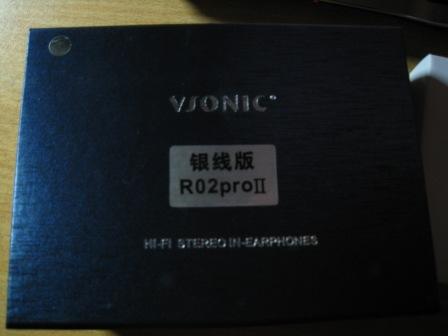 VSONIC
银线版
R02proII
HI-FI STEREO IN-EARPHONES